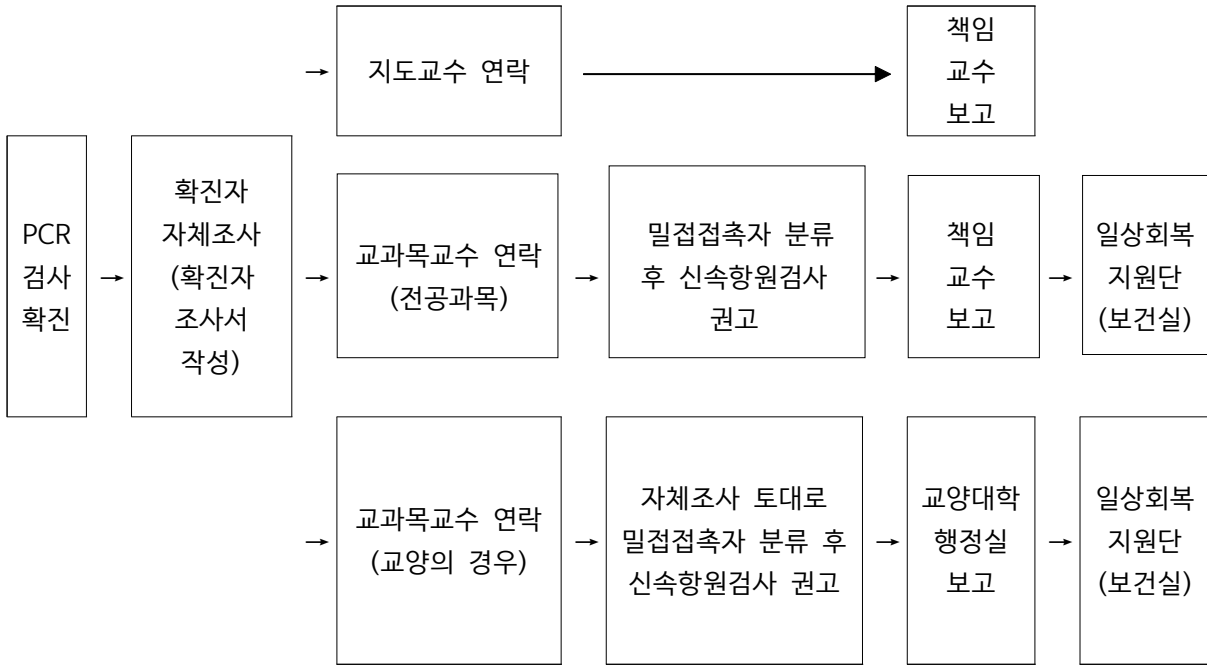 PCR
검사
확진
→
확진자
자체조사
(확진자
조사서
작성)
→
지도교수 연락
책임
교수
보고
→
교과목교수 연락
(전공과목)
→
밀접접촉자 분류
후 신속항원검사
권고
→
책임
교수
보고
→
일상회복
지원단
(보건실)
→
교과목교수 연락
(교양의 경우)
→
자체조사 토대로
밀접접촉자 분류 후
신속항원검사 권고
→
교양대학
행정실
보고
→
일상회복
지원단
(보건실)